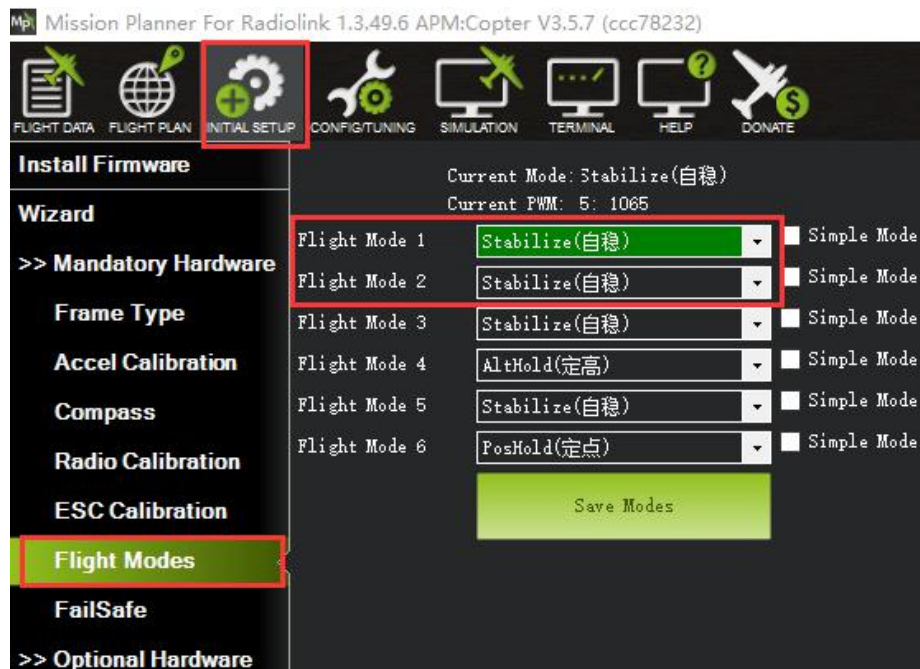 Mp Mission Planner For Radiolink 1.3.49.6 APM:Copter V3.5.7 (ccc78232)
FLIGHT DATA FLIGHT PLAN INITIAL SETUP CONFIG/TUNING SIMULATION TERMINAL HELP DONATE
Install Firmware
Wizard
>> Mandatory Hardware
Frame Type
Accel Calibration
Compass
Radio Calibration
ESC Calibration
Flight Modes
FailSafe
>> Optional Hardware
Current Mode: Stabilize(自稳)
Current PWM: 5: 1065
Flight Mode 1 Stabilize(自稳) Simple Mode
Flight Mode 2 Stabilize(自稳) Simple Mode
Flight Mode 3 Stabilize(自稳) Simple Mode
Flight Mode 4 AltHold(定高) Simple Mode
Flight Mode 5 Stabilize(自稳) Simple Mode
Flight Mode 6 PosHold(定点) Simple Mode
Save Modes